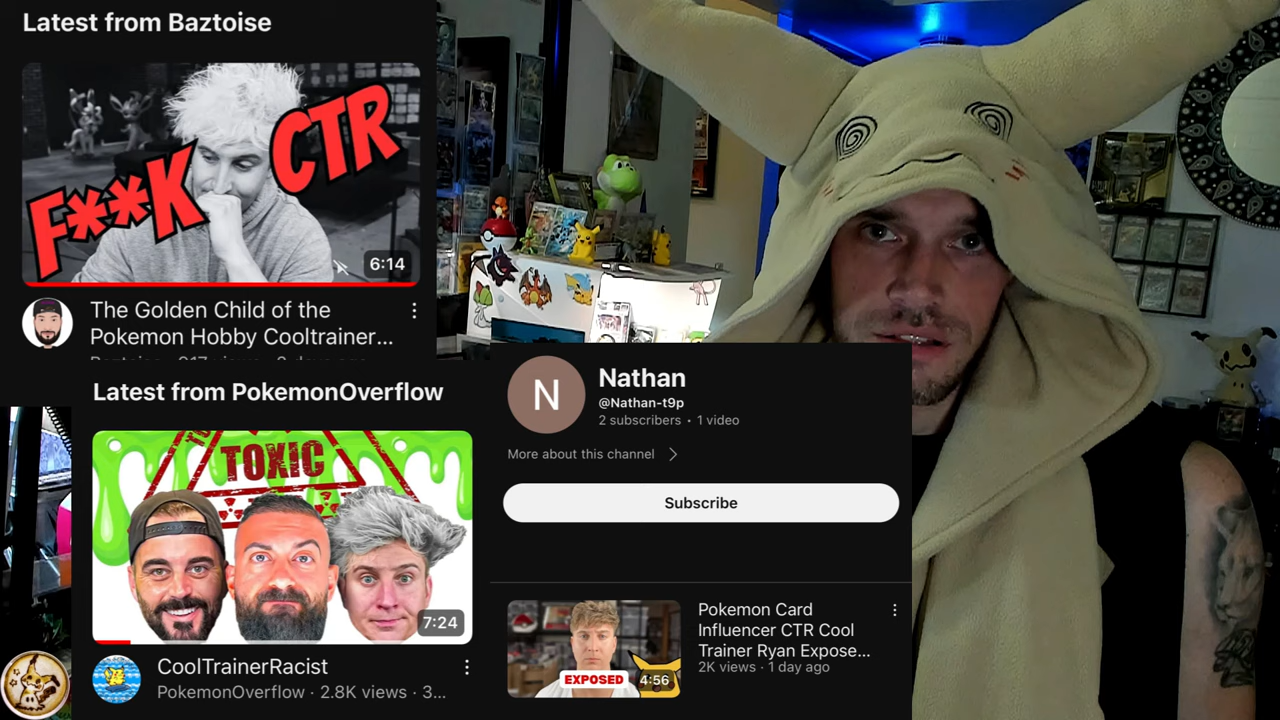 Latest from Baztoise
F**K CTR
6:14
The Golden Child of the
Pokemon Hobby Cooltrainer...
Latest from PokemonOverflow
TOXIC
7:24
CoolTrainerRacist
PokemonOverflow · 2.8K views · 3...
N
Nathan
@Nathan-t9p
2 subscribers • 1 video
More about this channel
Subscribe
EXPOSED
4:56
Pokemon Card
Influencer CTR Cool
Trainer Ryan Expose...
2K views · 1 day ago